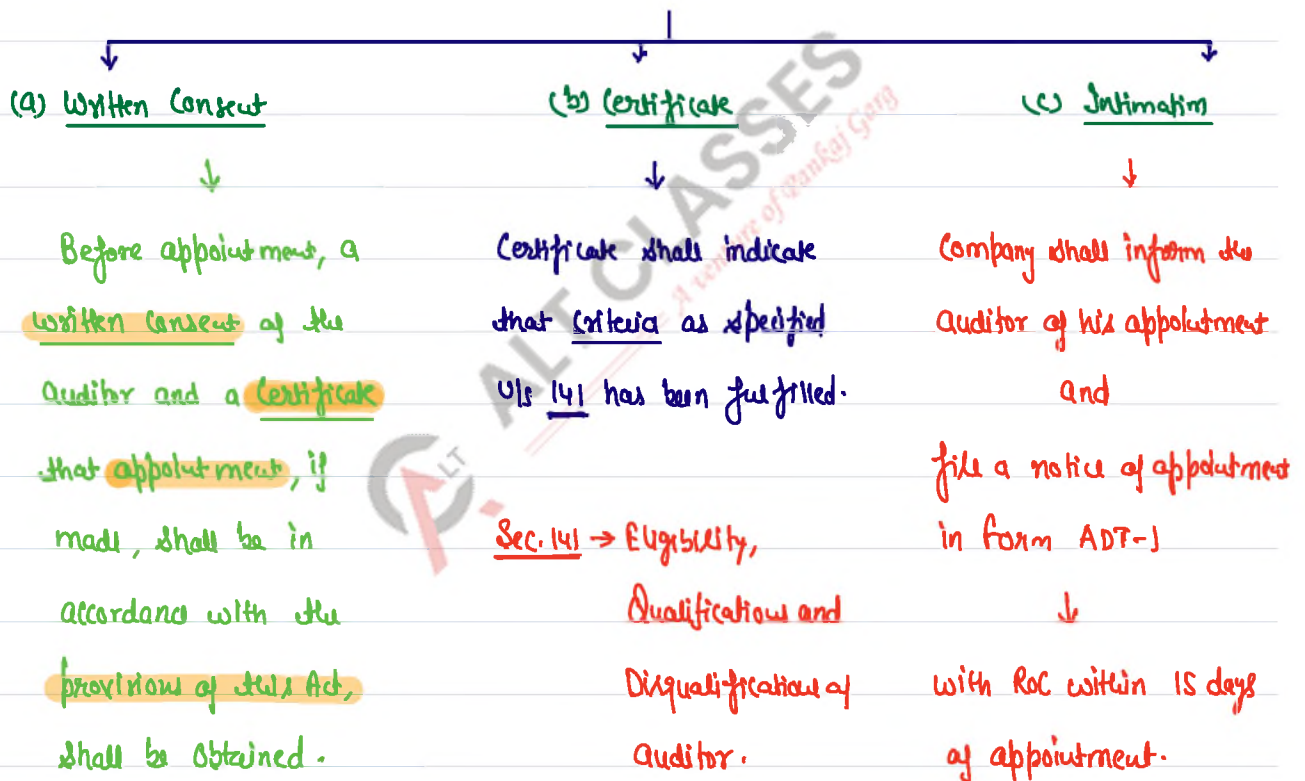 (a) Written Consent
Before appointment, a
written consent of the
auditor and a Certificate
that appointment, if
made, shall be in
accordance with the
provisions of this Act,
shall be obtained.
(b) Certificate
Certificate shall indicate
that criteria as specified
U/s 141 has been fulfilled.
Sec. 141 → Eligibility,
Qualifications and
Disqualifications of
auditor.
(c) Intimation
Company shall inform the
auditor of his appointment
and
file a notice of appointment
in form ADT-1
with RoC within 15 days
of appointment.
ALT CLASSES
A venture of Pankaj Garg
ALT